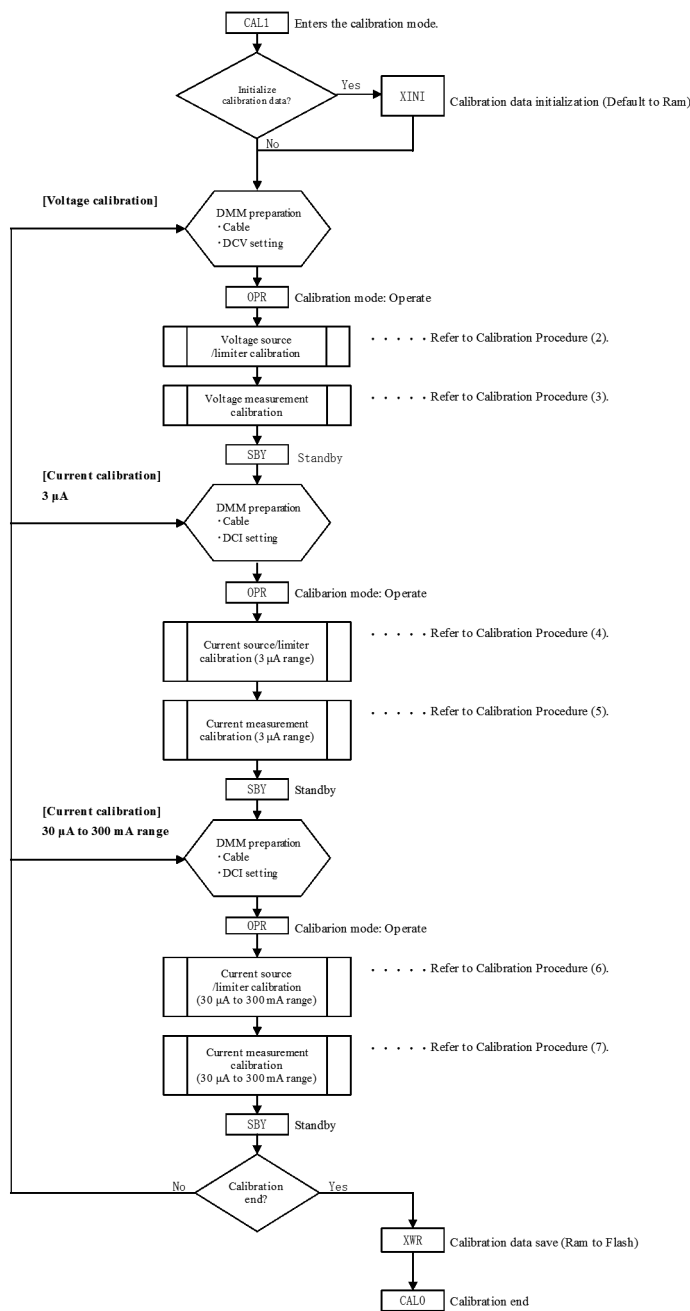 CAL1 Enters the calibration mode.
Initialize
calibration data?
Yes
XINI Calibration data initialization (Default to Ram)
No
[Voltage calibration]
DMM preparation
・Cable
・DCV setting
OPR Calibration mode: Operate
Voltage source
/limiter calibration
・・・・・Refer to Calibration Procedure (2).
Voltage measurement
calibration
・・・・・Refer to Calibration Procedure (3).
SBY Standby
[Current calibration]
3 μA
DMM preparation
・Cable
・DCI setting
OPR Calibarion mode: Operate
Current source/limiter
calibration (3 μA range)
・・・・・Refer to Calibration Procedure (4).
Current measurement
calibration (3 μA range)
・・・・・Refer to Calibration Procedure (5).
SBY Standby
[Current calibration]
30 μA to 300 mA range
DMM preparation
・Cable
・DCI setting
OPR Calibarion mode: Operate
Current source
/limiter calibration
(30 μA to 300 mA range)
・・・・・Refer to Calibration Procedure (6).
Current measurement
calibration
(30 μA to 300 mA range)
・・・・・Refer to Calibration Procedure (7).
SBY Standby
No
Calibration
end?
Yes
XWR Calibration data save (Ram to Flash)
CAL0 Calibration end